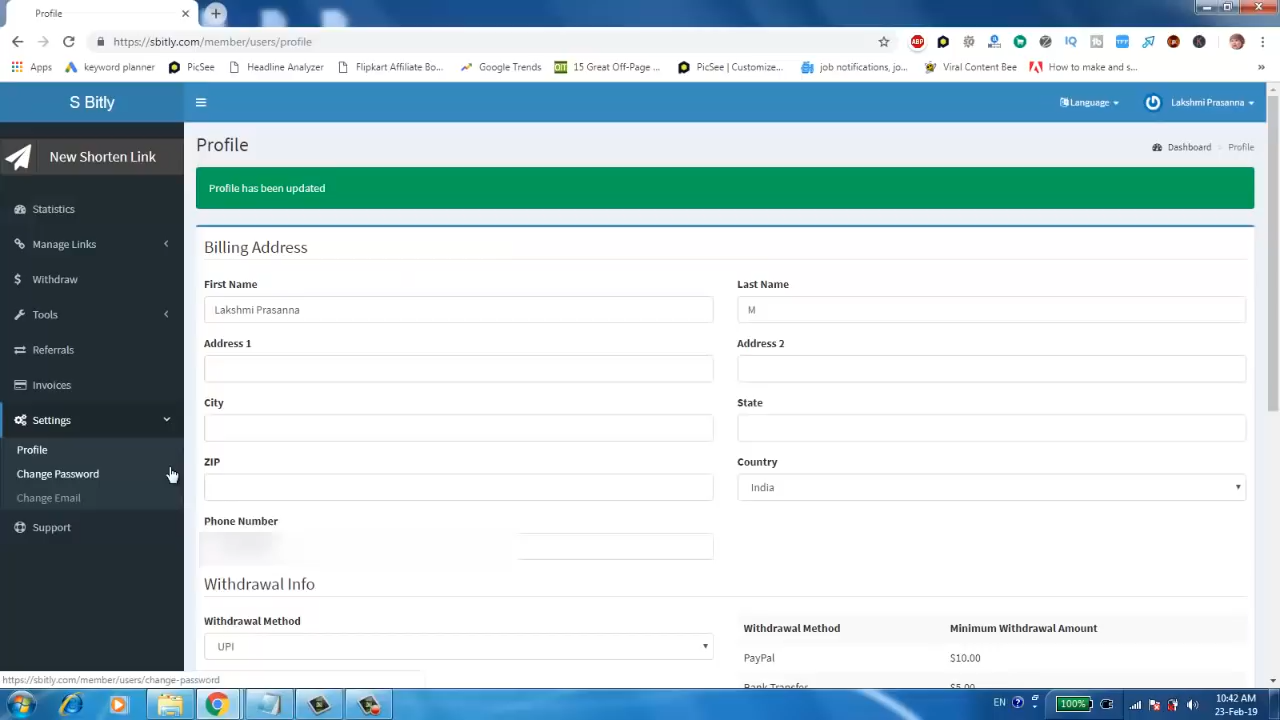 Profile
https://sbitly.com/member/users/profile
Apps
keyword planner
PicSee
Headline Analyzer
Flipkart Affiliate Bo...
Google Trends
15 Great Off-Page ...
PicSee | Customize...
job notifications, jo...
Viral Content Bee
How to make and s...
»
S Bitly
Language
Lakshmi Prasanna
New Shorten Link
Profile
Dashboard
Profile
Profile has been updated
Statistics
Manage Links
Withdraw
Tools
Referrals
Invoices
Settings
Profile
Change Password
Change Email
Support
Billing Address
First Name
Last Name
Lakshmi Prasanna
M
Address 1
Address 2
City
State
ZIP
Country
India
Phone Number
Withdrawal Info
Withdrawal Method
UPI
Withdrawal Method
Minimum Withdrawal Amount
PayPal
$10.00
Bank Transfer
$5.00
https://sbitly.com/member/users/change-password
EN
100%
10:42 AM
23-Feb-19